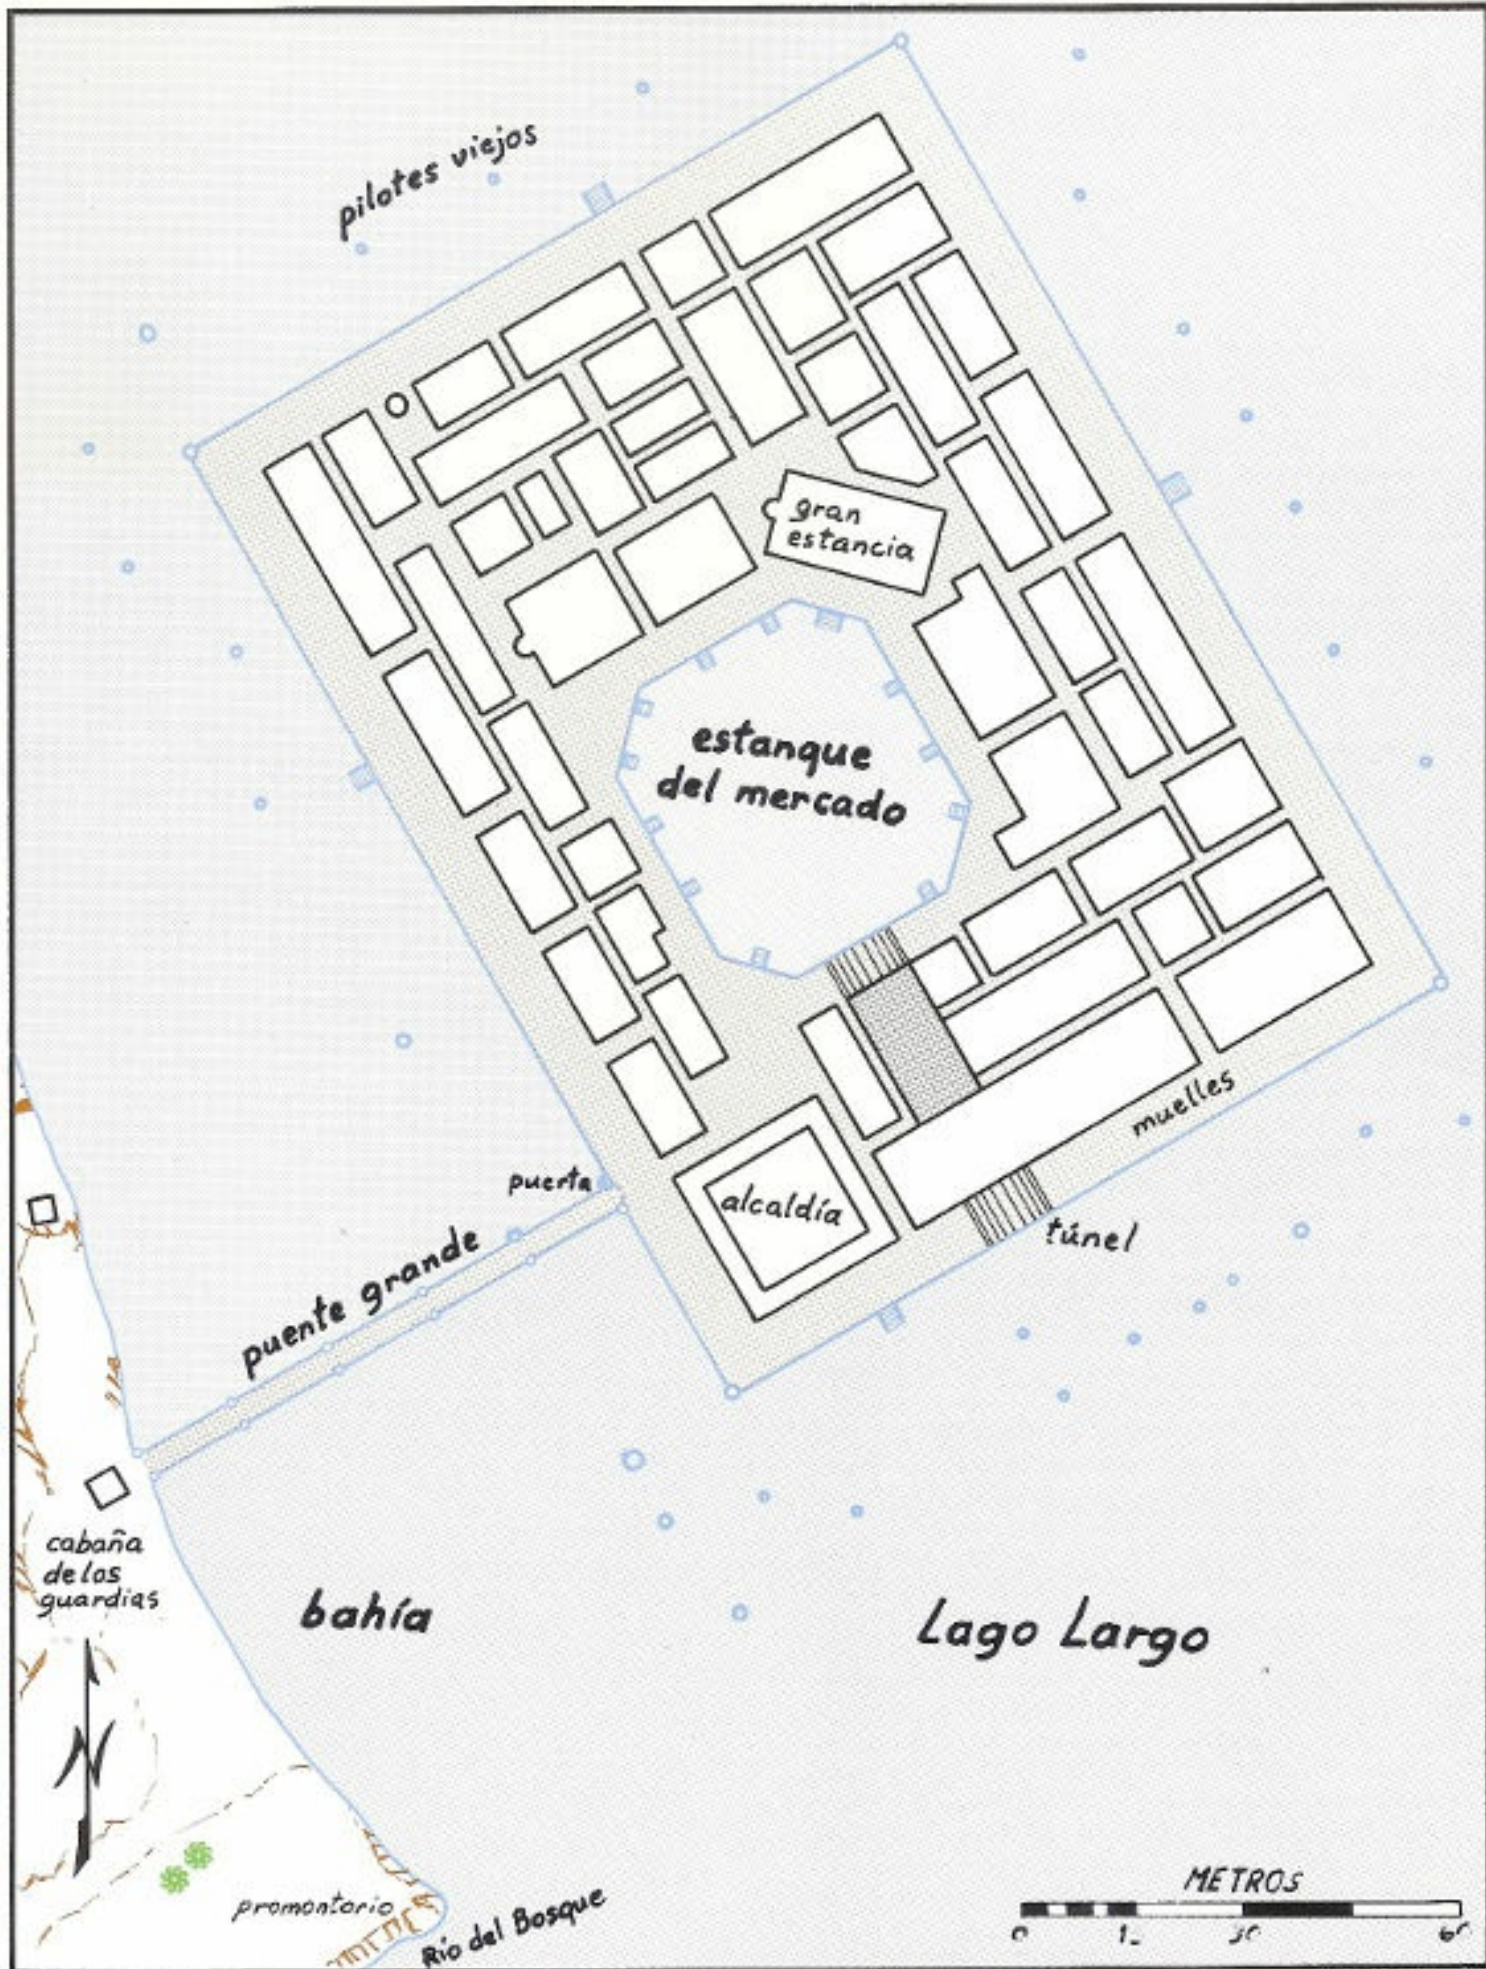 pilotes viejos
gran
estancia
estanque
del mercado
muelles
puerta
alcaldía
túnel
puente grande
cabaña
de los
guardias
bahía
Lago Largo
N
METROS
0
promontorio
Río del Bosque